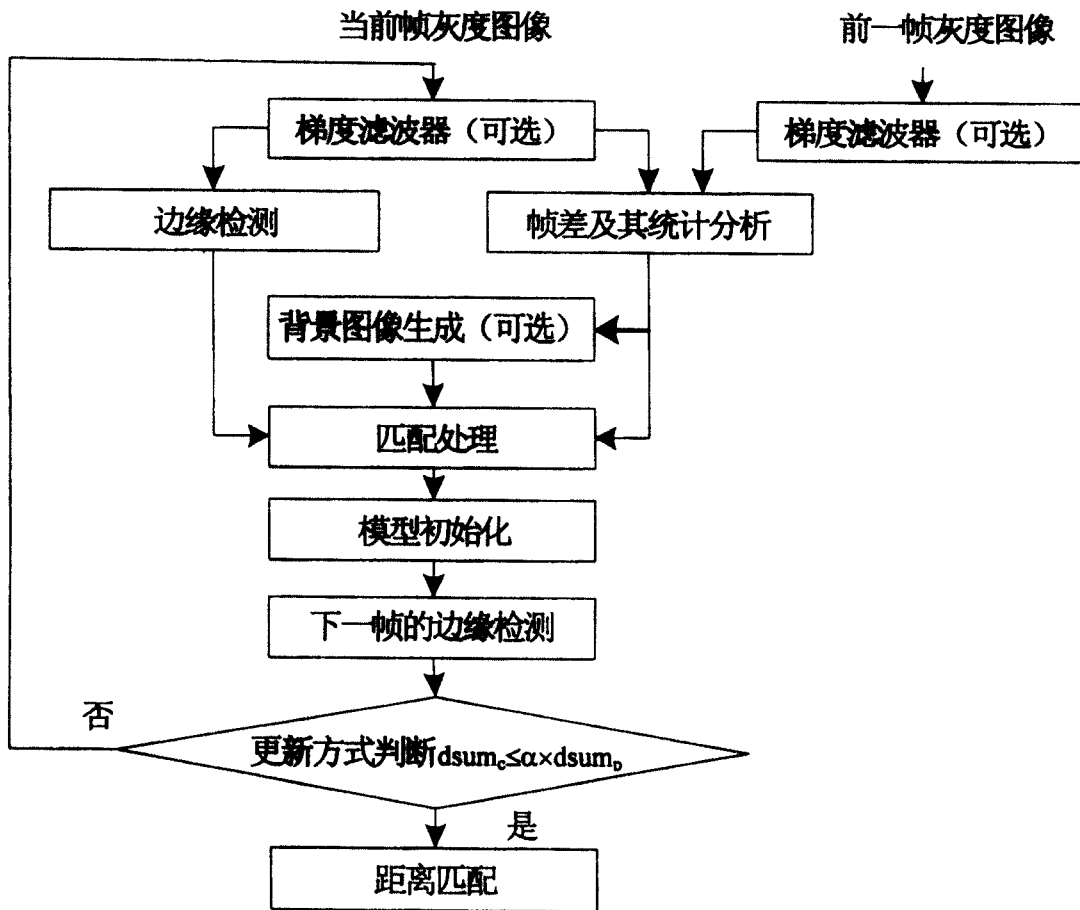 当前帧灰度图像
前一帧灰度图像
梯度滤波器（可选）
梯度滤波器（可选）
边缘检测
帧差及其统计分析
背景图像生成（可选）
匹配处理
模型初始化
下一帧的边缘检测
否
更新方式判断dsumc≤α×dsump
是
距离匹配